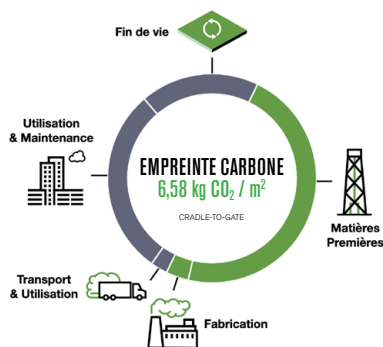 Fin de vie
Utilisation
& Maintenance
EMPREINTE CARBONE
6,58 kg CO₂ / m²
CRADLE-TO-GATE
Matières
Premières
Transport
& Utilisation
Fabrication